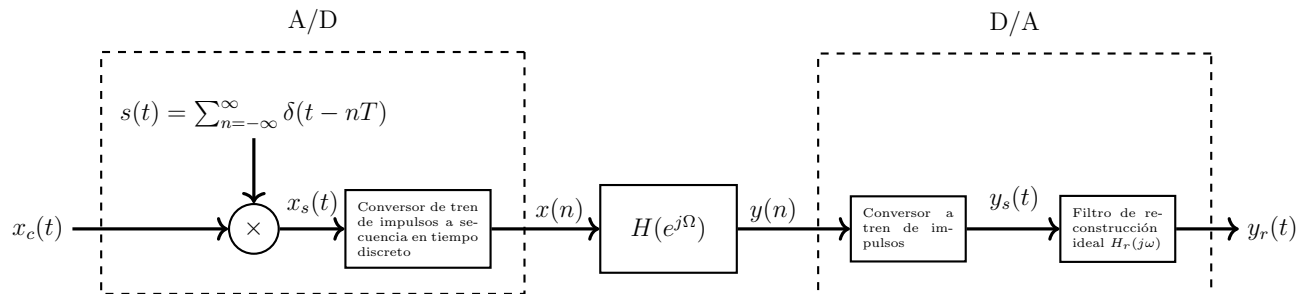 A/D
D/A
s(t) = ∑_{n=-∞}^{∞} δ(t − nT)
x_c(t)
×
x_s(t)
Conversor de tren
de impulsos a se-
cuencia en tiempo
discreto
x(n)
H(e^{jΩ})
y(n)
Conversor a
tren de im-
pulsos
y_s(t)
Filtro de re-
construcción
ideal H_r(jω)
y_r(t)